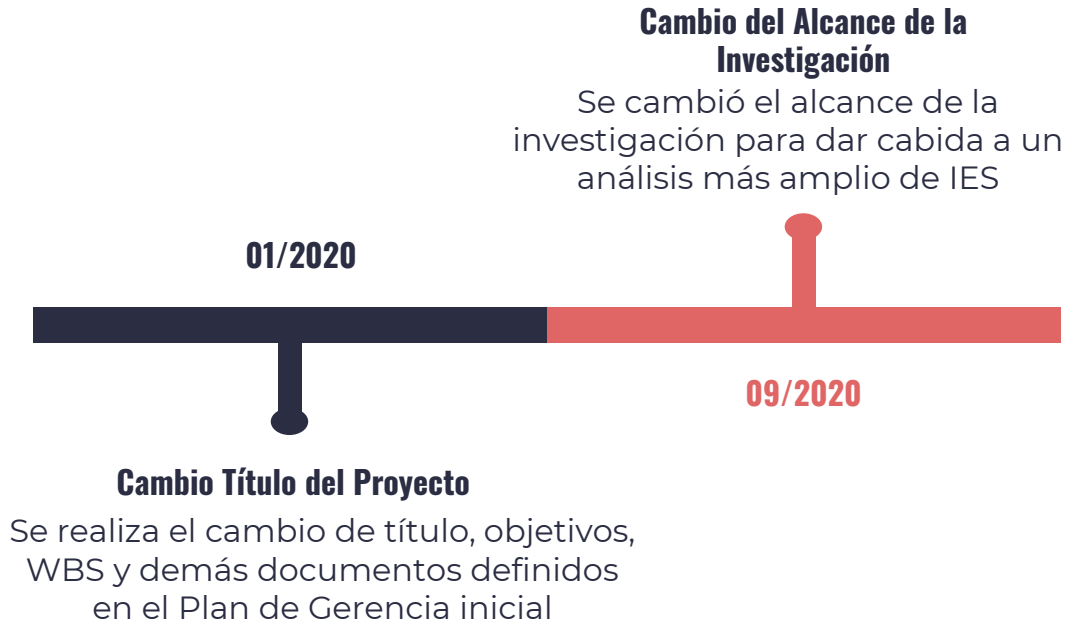 Cambio del Alcance de la
Investigación
Se cambió el alcance de la
investigación para dar cabida a un
análisis más amplio de IES
01/2020
09/2020
Cambio Título del Proyecto
Se realiza el cambio de título, objetivos,
WBS y demás documentos definidos
en el Plan de Gerencia inicial